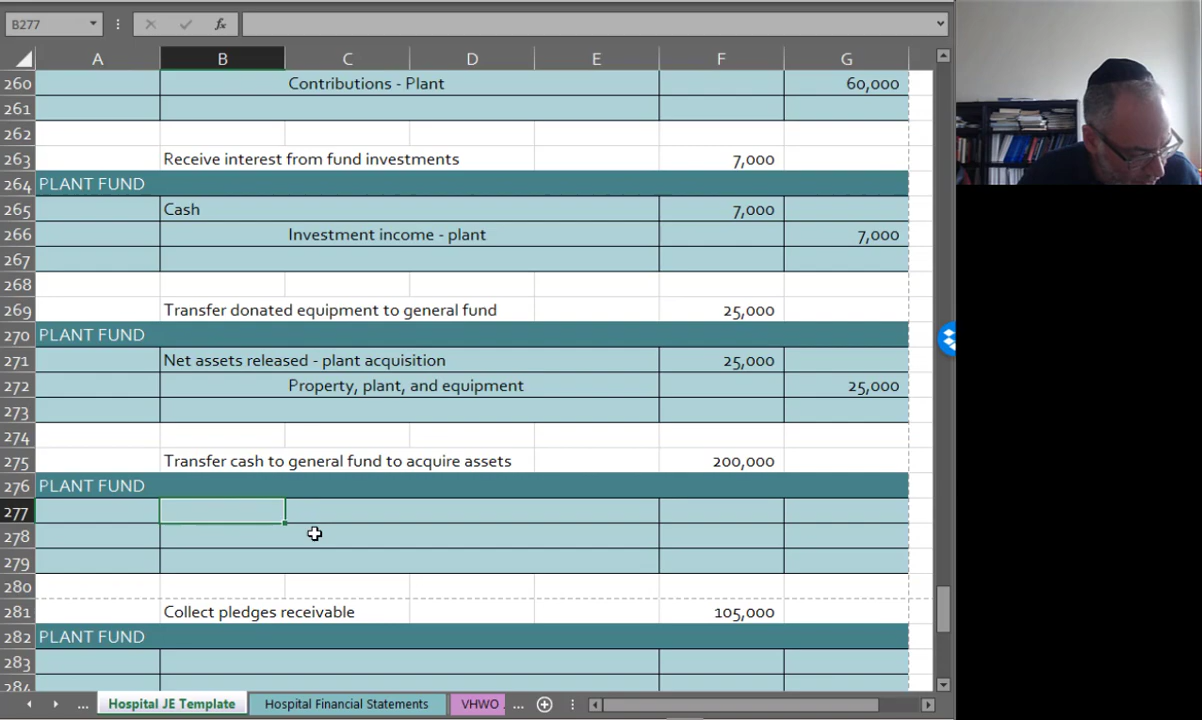 B277 fx
A B C D E F G
260 Contributions - Plant 60,000
261
262
263 Receive interest from fund investments 7,000
264 PLANT FUND
265 Cash 7,000
266 Investment income - plant 7,000
267
268
269 Transfer donated equipment to general fund 25,000
270 PLANT FUND
271 Net assets released - plant acquisition 25,000
272 Property, plant, and equipment 25,000
273
274
275 Transfer cash to general fund to acquire assets 200,000
276 PLANT FUND
277
278
279
280
281 Collect pledges receivable 105,000
282 PLANT FUND
283
284
... Hospital JE Template Hospital Financial Statements VHWO ...